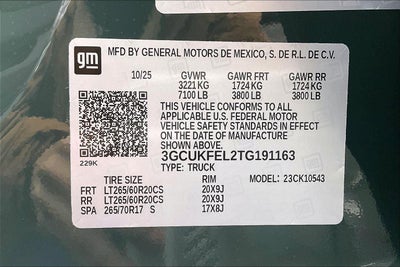 gm
MFD BY GENERAL MOTORS DE MEXICO, S. DE R.L. DE C.V.
10/25 GVWR GAWR FRT GAWR RR
3221 KG 1724 KG 1724 KG
7100 LB 3800 LB 3800 LB
THIS VEHICLE CONFORMS TO ALL
APPLICABLE U.S. FEDERAL MOTOR
VEHICLE SAFETY STANDARDS IN EFFECT
ON THE DATE OF MANUFACTURE
SHOWN ABOVE.
229K
3GCUKFEL2TG191163
TYPE: TRUCK
TIRE SIZE RIM MODEL: 23CK10543
FRT LT265/60R20CS 20X9J
RR LT265/60R20CS 20X9J
SPA 265/70R17 S 17X8J